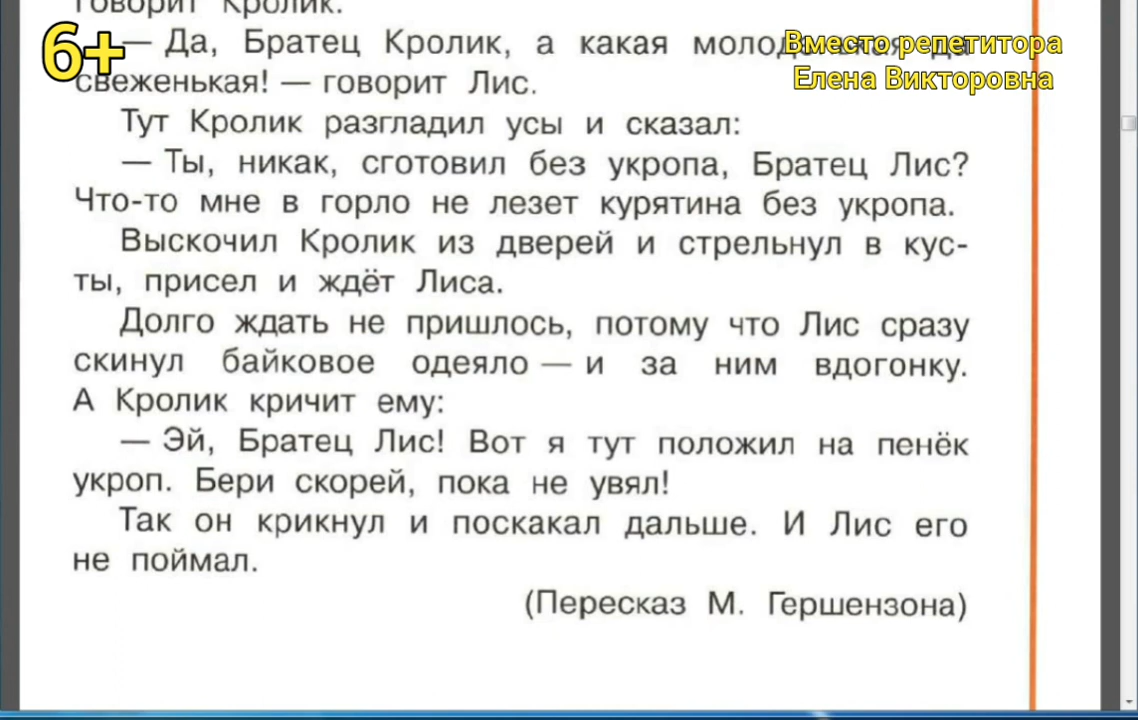 говорит Кролик.
6+
Вместо репетитора
Елена Викторовна
— Да, Братец Кролик, а какая
свеженькая! — говорит Лис.
Тут Кролик разгладил усы и сказал:
— Ты, никак, сготовил без укропа, Братец Лис?
Что-то мне в горло не лезет курятина без укропа.
Выскочил Кролик из дверей и стрельнул в кус-
ты, присел и ждёт Лиса.
Долго ждать не пришлось, потому что Лис сразу
скинул байковое одеяло — и за ним вдогонку.
А Кролик кричит ему:
— Эй, Братец Лис! Вот я тут положил на пенёк
укроп. Бери скорей, пока не увял!
Так он крикнул и поскакал дальше. И Лис его
не поймал.
(Пересказ М. Гершензона)